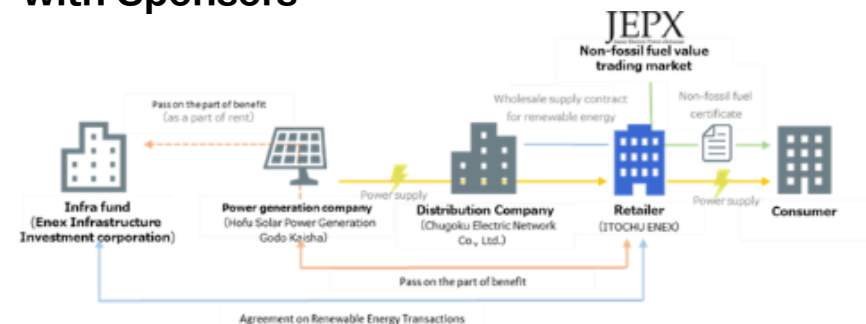 with Sponsors
JEPX
Non-fossil fuel value
trading market
Pass on the part of benefit
(as a part of rent)
Wholesale supply contract
for renewable energy
Non-fossil fuel
certificate
Power supply
Power supply
Infra fund
(Enex Infrastructure
Investment corporation)
Power generation company
(Hofu Solar Power Generation
Godo Kaisha)
Distribution Company
(Chugoku Electric Network
Co., Ltd.)
Retailer
(ITOCHU ENEX)
Consumer
Pass on the part of benefit
Agreement on Renewable Energy Transactions